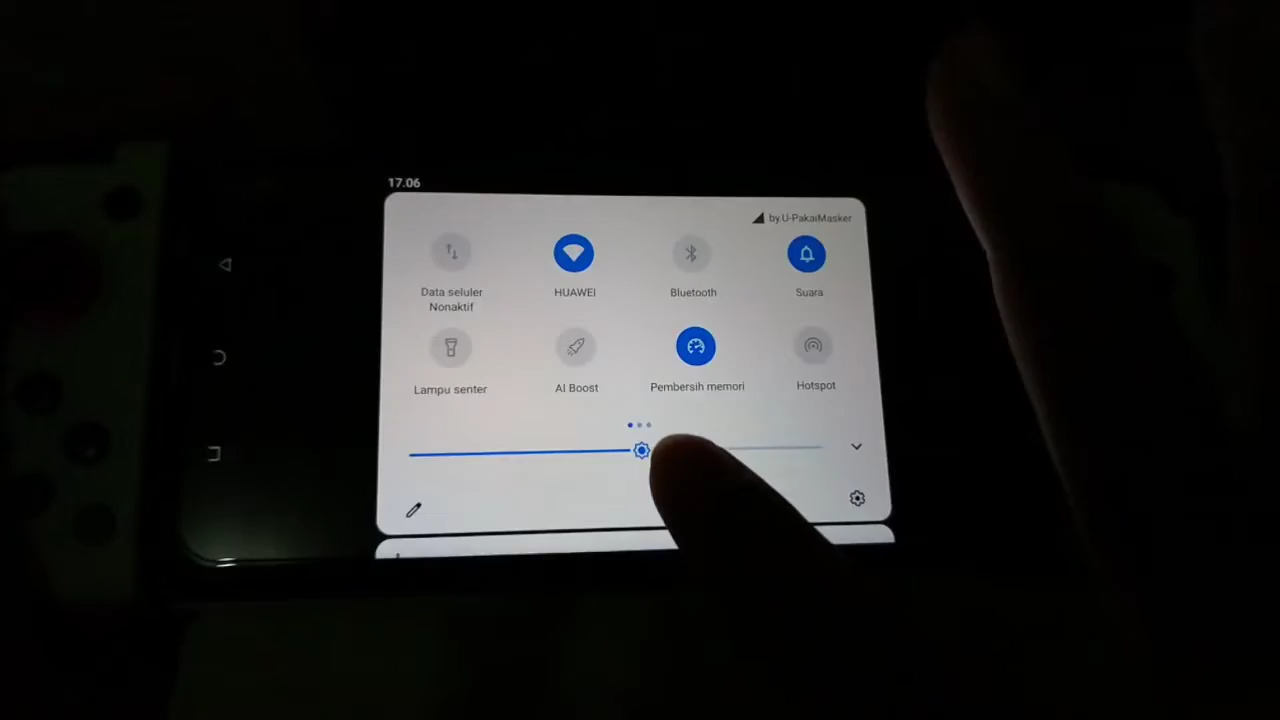 17.06
by.U-PakaiMasker
Data seluler
Nonaktif
HUAWEI
Bluetooth
Suara
Lampu senter
AI Boost
Pembersih memori
Hotspot